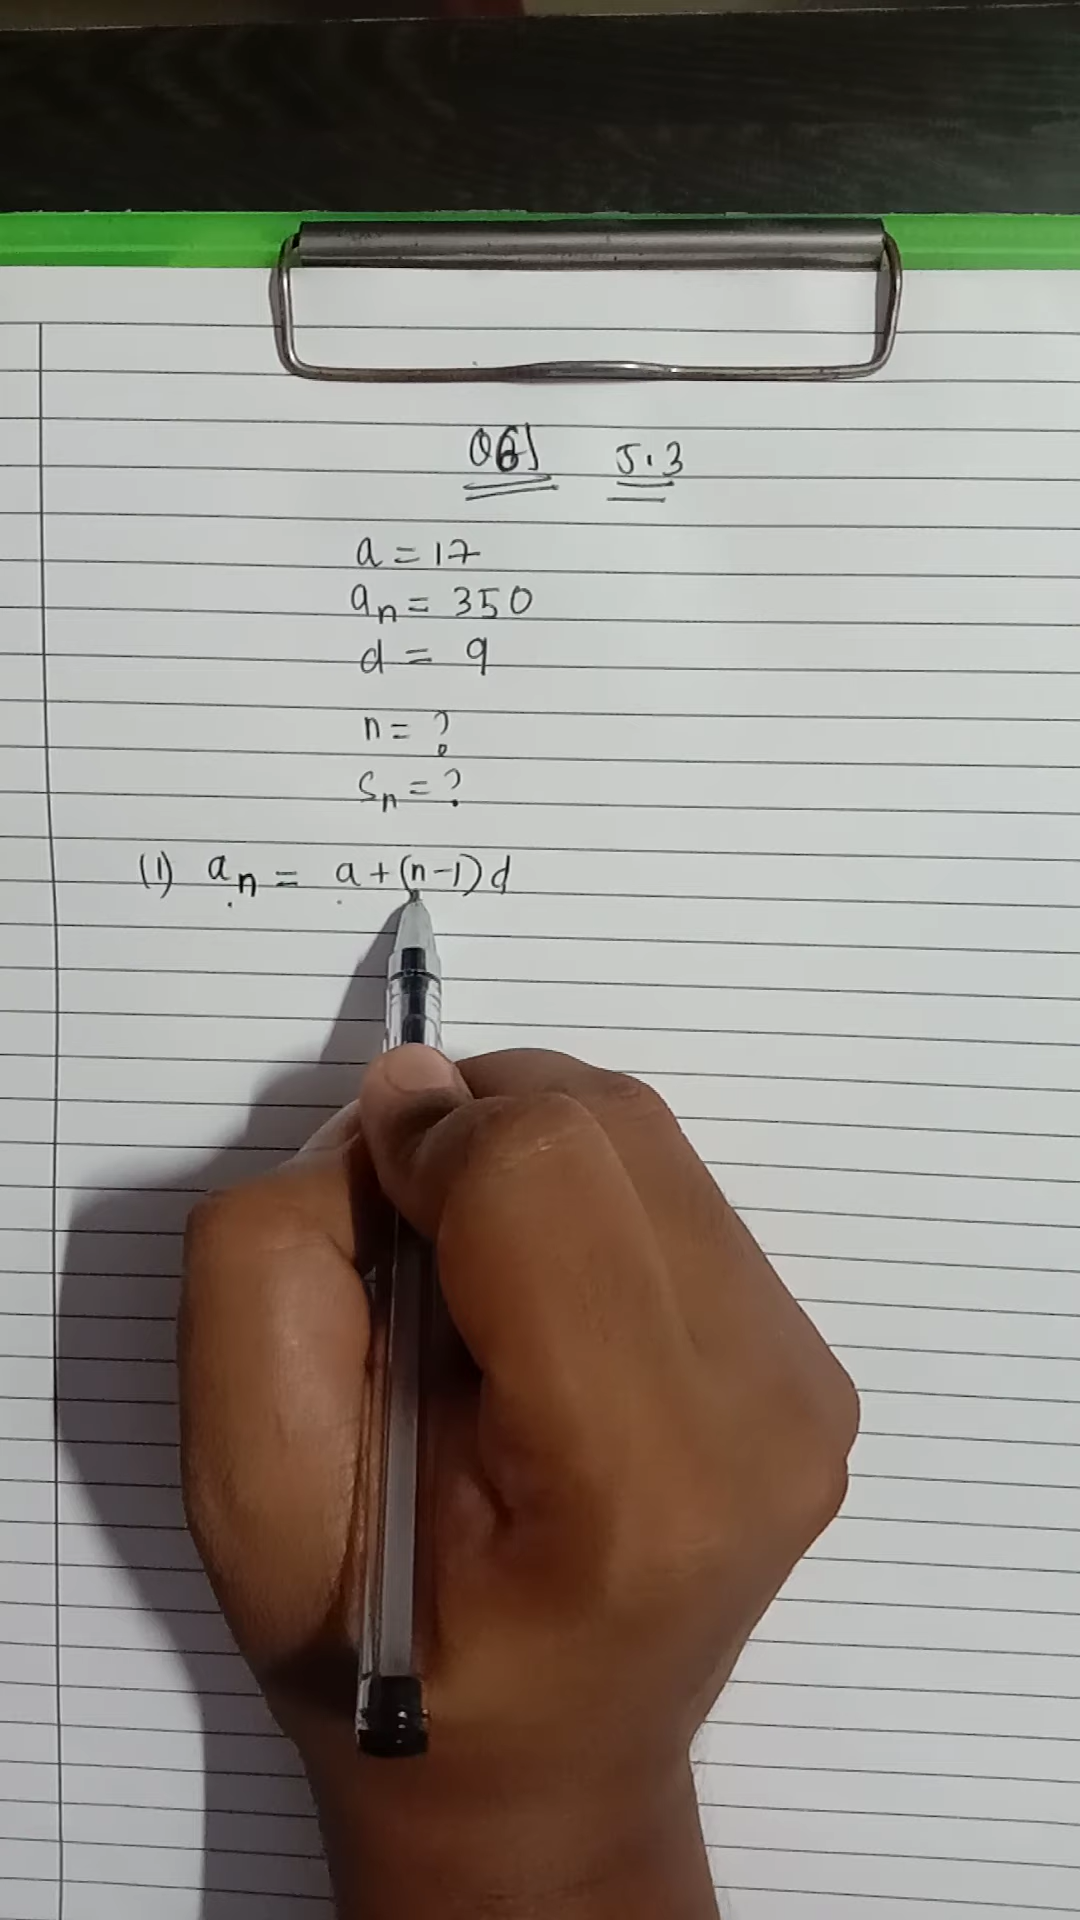 Q6] 5.3
a = 17
an = 350
d = 9
n = ?
Sn = ?
(1) an = a + (n-1) d